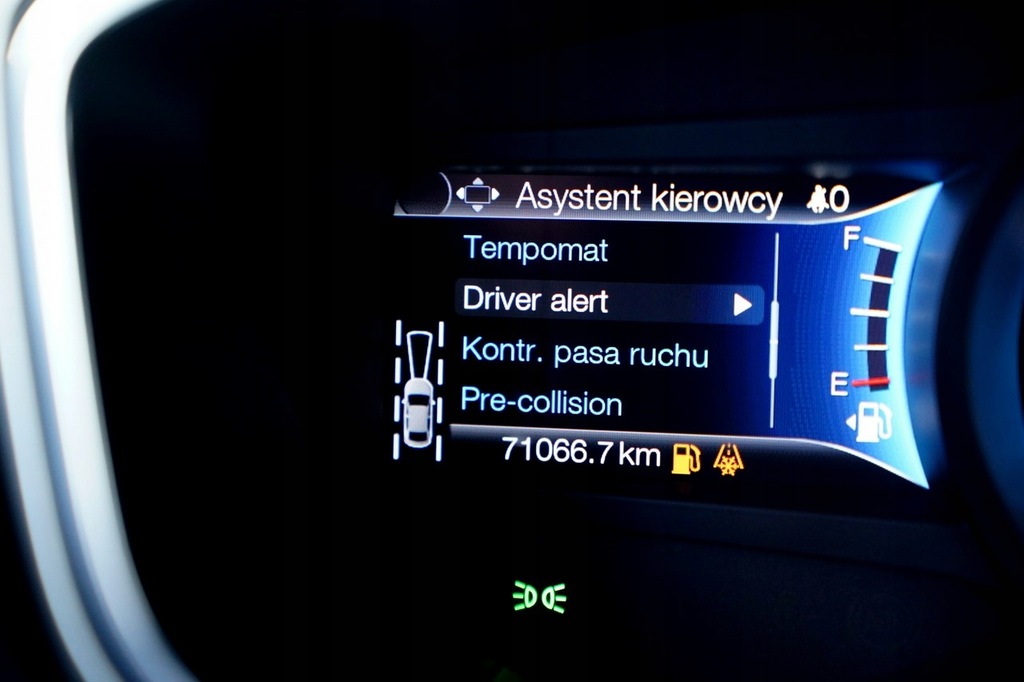 Asystent kierowcy 0
Tempomat
Driver alert
Kontr. pasa ruchu
Pre-collision
71066.7 km
F
E